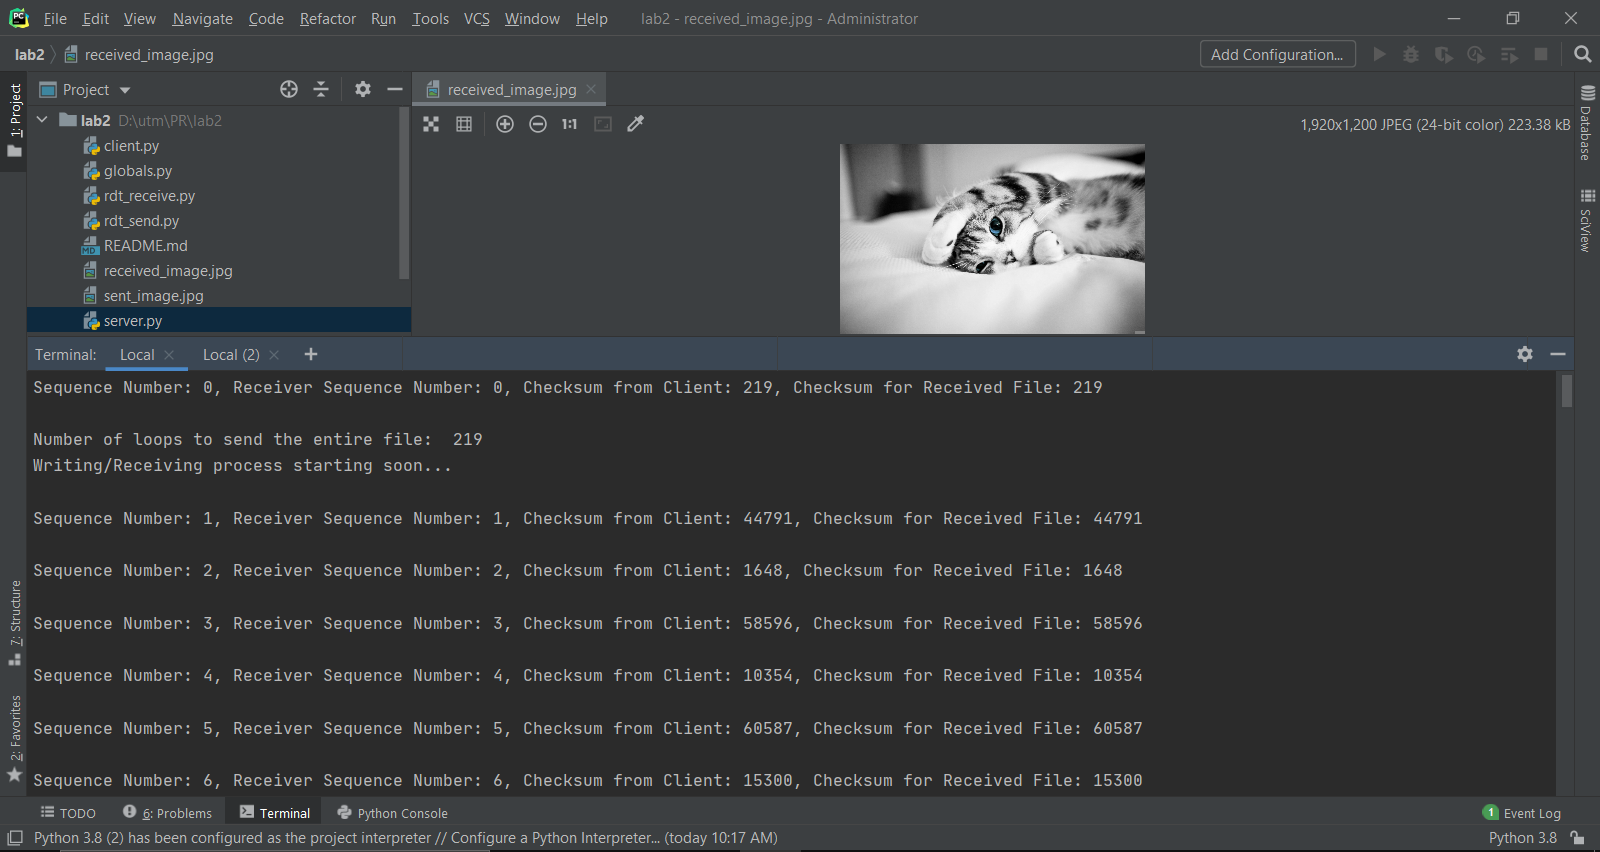 PC File Edit View Navigate Code Refactor Run Tools VCS Window Help lab2 - received_image.jpg - Administrator
lab2 received_image.jpg Add Configuration...
1: Project
Project
received_image.jpg
lab2 D:\utm\PR\lab2
client.py
globals.py
rdt_receive.py
rdt_send.py
README.md
received_image.jpg
sent_image.jpg
server.py
1:1 1,920x1,200 JPEG (24-bit color) 223.38 kB
Database
SciView
Terminal: Local Local (2)
Sequence Number: 0, Receiver Sequence Number: 0, Checksum from Client: 219, Checksum for Received File: 219
Number of loops to send the entire file:  219
Writing/Receiving process starting soon...
Sequence Number: 1, Receiver Sequence Number: 1, Checksum from Client: 44791, Checksum for Received File: 44791
Sequence Number: 2, Receiver Sequence Number: 2, Checksum from Client: 1648, Checksum for Received File: 1648
Sequence Number: 3, Receiver Sequence Number: 3, Checksum from Client: 58596, Checksum for Received File: 58596
Sequence Number: 4, Receiver Sequence Number: 4, Checksum from Client: 10354, Checksum for Received File: 10354
Sequence Number: 5, Receiver Sequence Number: 5, Checksum from Client: 60587, Checksum for Received File: 60587
Sequence Number: 6, Receiver Sequence Number: 6, Checksum from Client: 15300, Checksum for Received File: 15300
7: Structure
2: Favorites
TODO 6: Problems Terminal Python Console 1 Event Log
Python 3.8 (2) has been configured as the project interpreter // Configure a Python Interpreter... (today 10:17 AM) Python 3.8